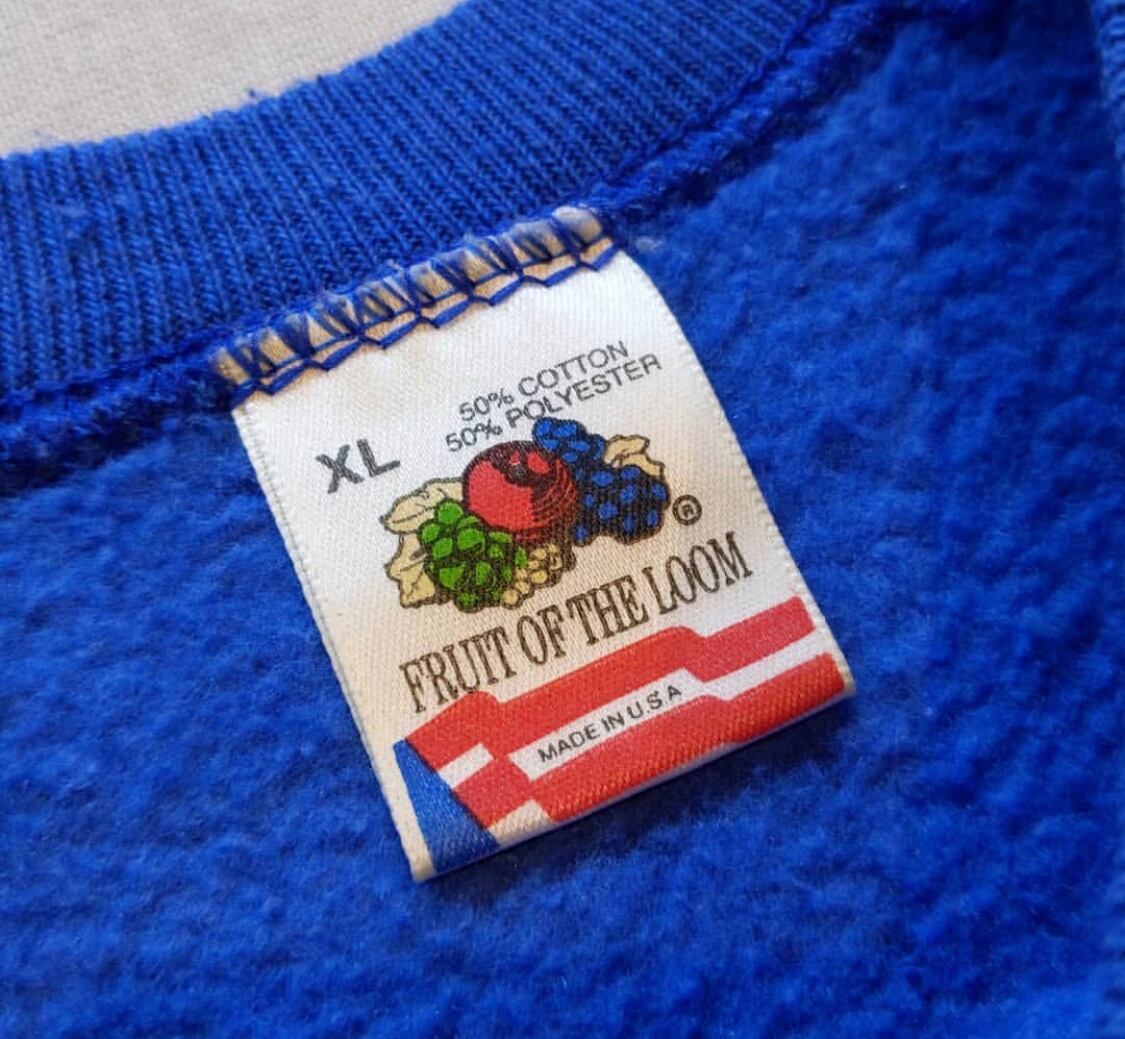 50% COTTON
50% POLYESTER
XL
®
FRUIT OF THE LOOM
MADE IN U.S.A